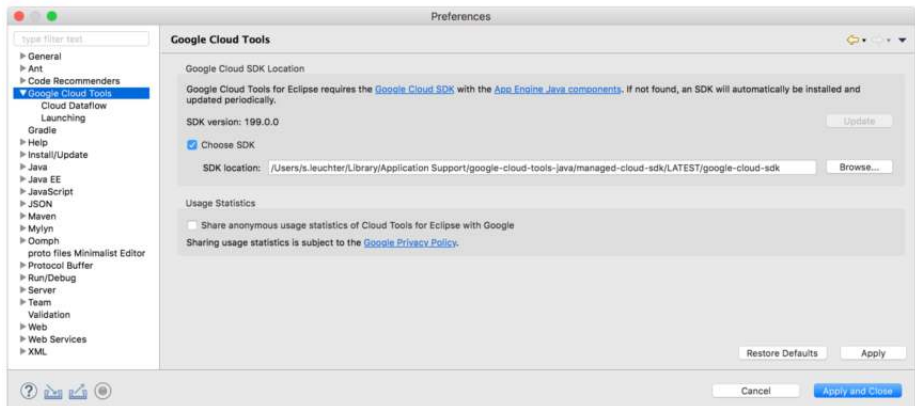 Preferences
type filter text
General
Ant
Code Recommenders
Google Cloud Tools
Cloud Dataflow
Launching
Gradle
Help
Install/Update
Java
Java EE
JavaScript
JSON
Maven
Mylyn
Oomph
proto files Minimalist Editor
Protocol Buffer
Run/Debug
Server
Team
Validation
Web
Web Services
XML
Google Cloud Tools
Google Cloud SDK Location
Google Cloud Tools for Eclipse requires the Google Cloud SDK with the App Engine Java components. If not found, an SDK will automatically be installed and
updated periodically.
SDK version: 199.0.0
Update
Choose SDK
SDK location: /Users/s.leuchter/Library/Application Support/google-cloud-tools-java/managed-cloud-sdk/LATEST/google-cloud-sdk
Browse...
Usage Statistics
Share anonymous usage statistics of Cloud Tools for Eclipse with Google
Sharing usage statistics is subject to the Google Privacy Policy.
Restore Defaults
Apply
?
Cancel
Apply and Close